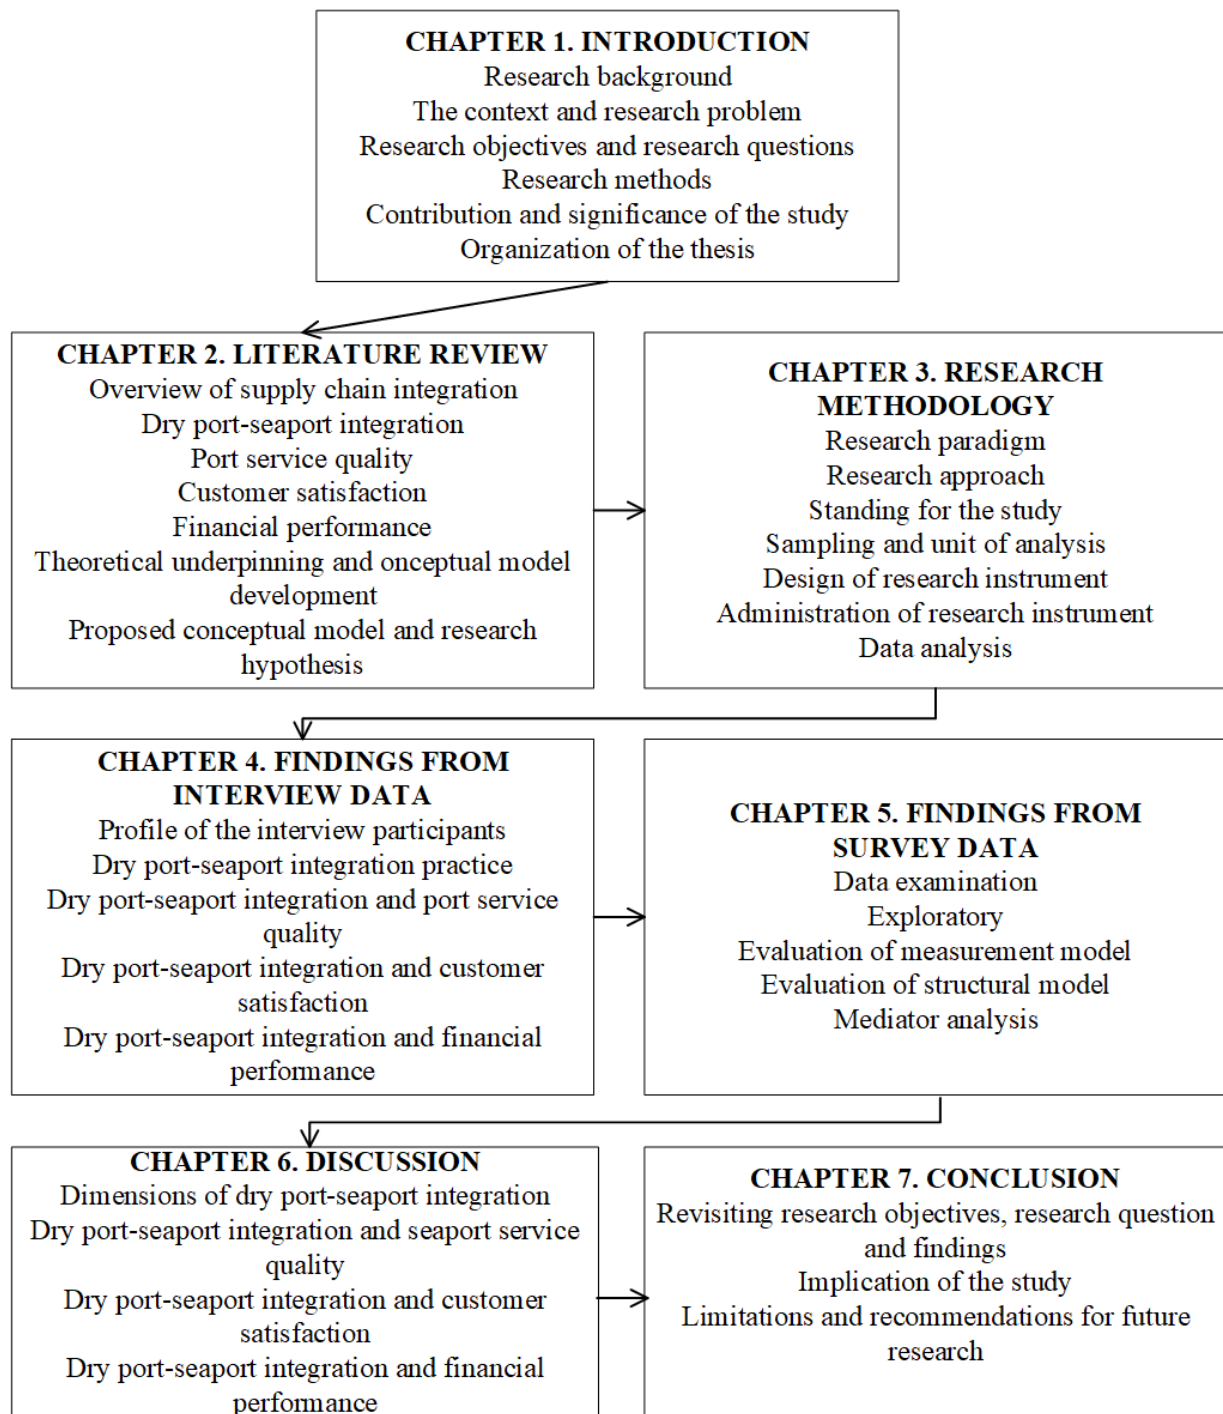 CHAPTER 1. INTRODUCTION
Research background
The context and research problem
Research objectives and research questions
Research methods
Contribution and significance of the study
Organization of the thesis
CHAPTER 2. LITERATURE REVIEW
Overview of supply chain integration
Dry port-seaport integration
Port service quality
Customer satisfaction
Financial performance
Theoretical underpinning and onceptual model
development
Proposed conceptual model and research
hypothesis
CHAPTER 3. RESEARCH
METHODOLOGY
Research paradigm
Research approach
Standing for the study
Sampling and unit of analysis
Design of research instrument
Administration of research instrument
Data analysis
CHAPTER 4. FINDINGS FROM
INTERVIEW DATA
Profile of the interview participants
Dry port-seaport integration practice
Dry port-seaport integration and port service
quality
Dry port-seaport integration and customer
satisfaction
Dry port-seaport integration and financial
performance
CHAPTER 5. FINDINGS FROM
SURVEY DATA
Data examination
Exploratory
Evaluation of measurement model
Evaluation of structural model
Mediator analysis
CHAPTER 6. DISCUSSION
Dimensions of dry port-seaport integration
Dry port-seaport integration and seaport service
quality
Dry port-seaport integration and customer
satisfaction
Dry port-seaport integration and financial
performance
CHAPTER 7. CONCLUSION
Revisiting research objectives, research question
and findings
Implication of the study
Limitations and recommendations for future
research